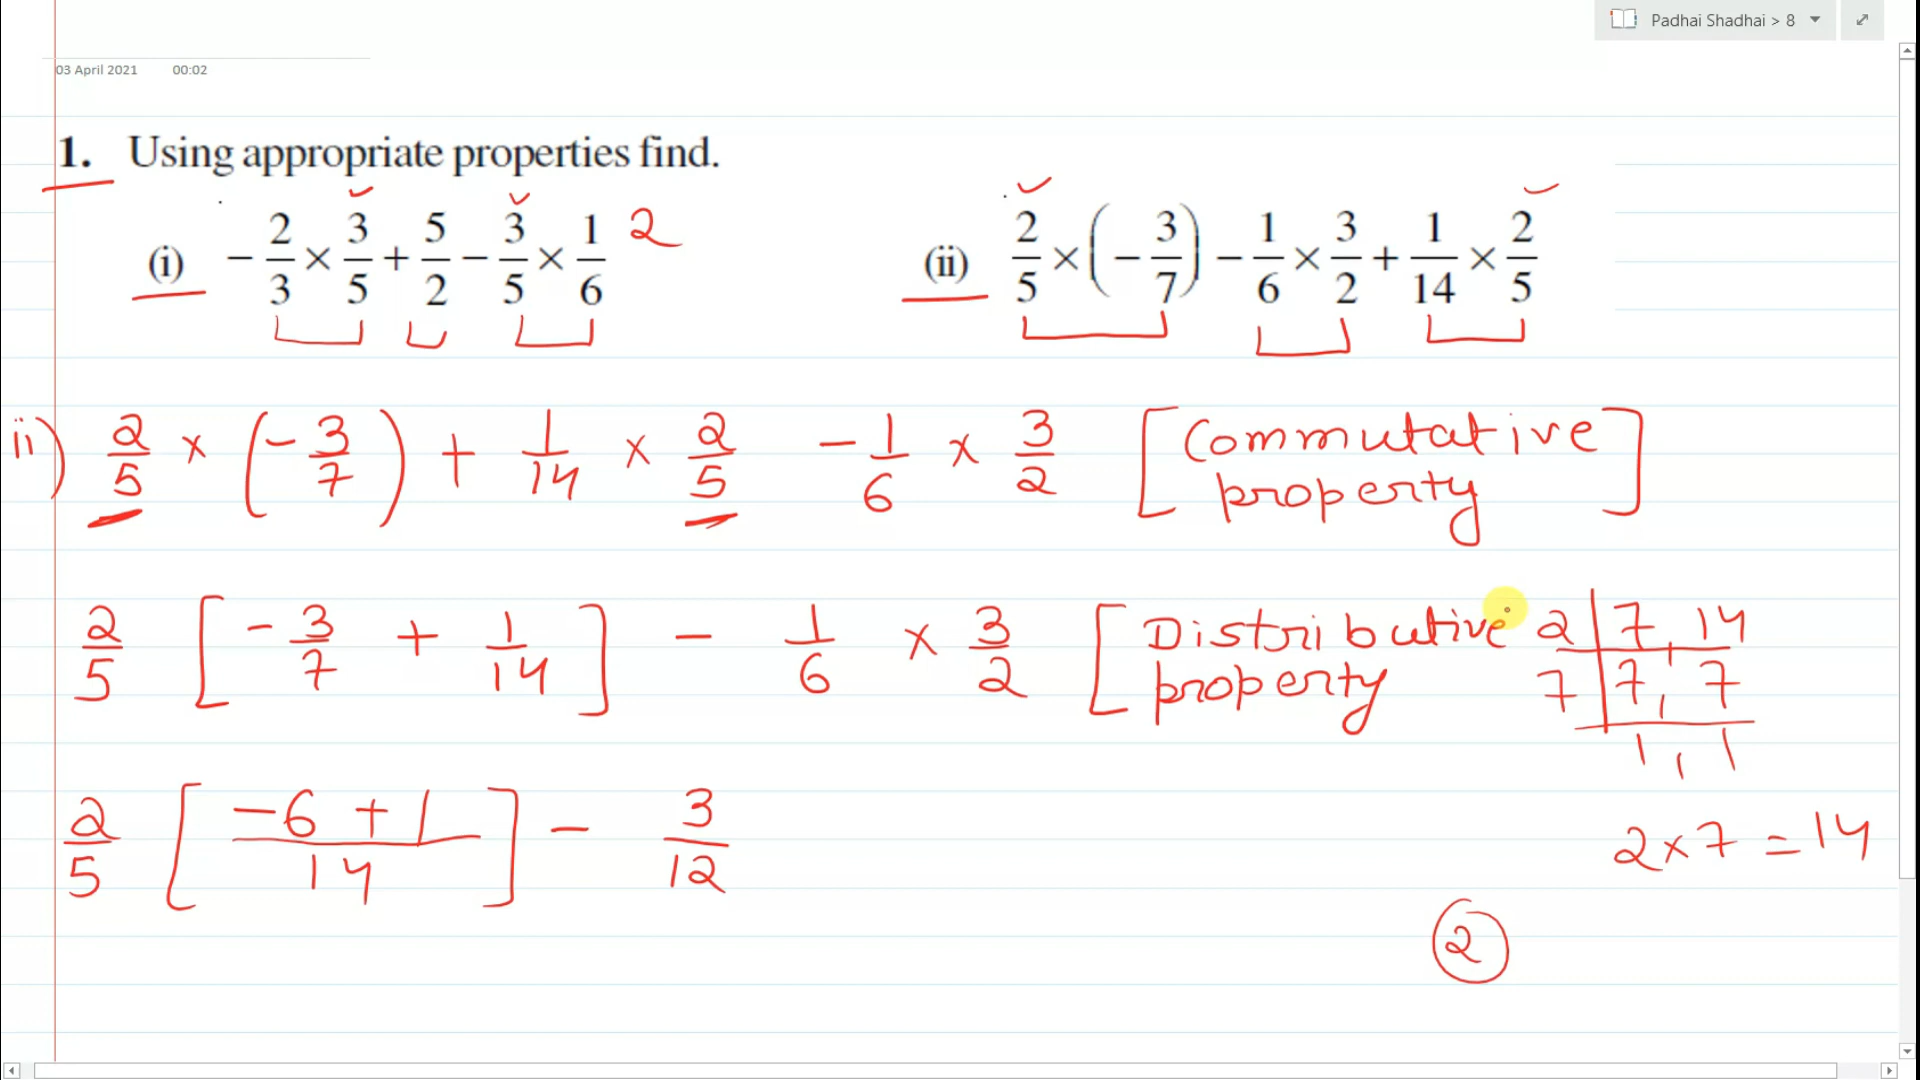 Padhai Shadhai > 8
03 April 2021 00:02
1. Using appropriate properties find.
(i) -2/3 × 3/5 + 5/2 - 3/5 × 1/6 2
(ii) 2/5 × (-3/7) - 1/6 × 3/2 + 1/14 × 2/5
ii) 2/5 × (-3/7) + 1/14 × 2/5 - 1/6 × 3/2 [Commutative
property]
2/5 [-3/7 + 1/14] - 1/6 × 3/2 [Distributive
property
2 | 7, 14
7 | 7, 7
1, 1
2/5 [(-6 + 1)/14] - 3/12
2×7 = 14
2